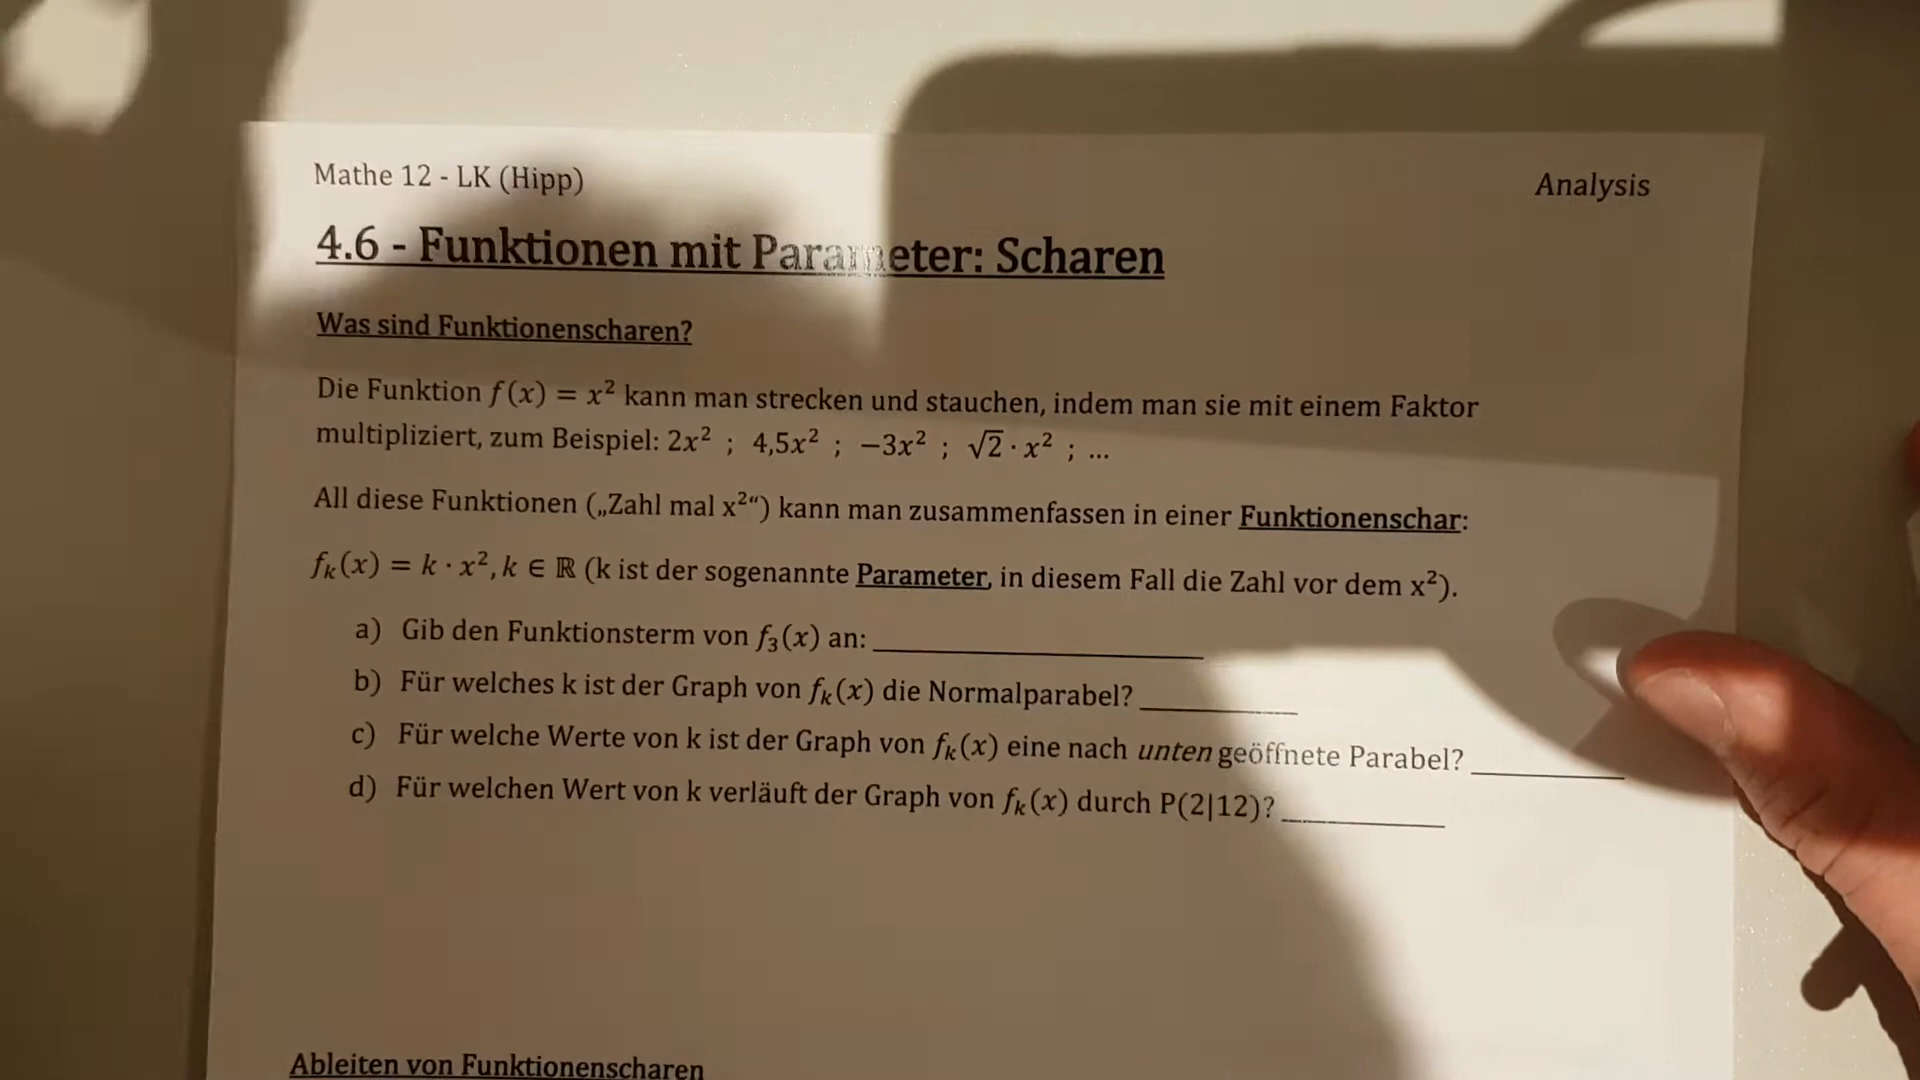 Mathe 12 - LK (Hipp)
Analysis
4.6 - Funktionen mit Parameter: Scharen
Was sind Funktionenscharen?
Die Funktion f(x) = x² kann man strecken und stauchen, indem man sie mit einem Faktor
multipliziert, zum Beispiel: 2x² ; 4,5x² ; −3x² ; √2 · x² ; ...
All diese Funktionen („Zahl mal x²“) kann man zusammenfassen in einer Funktionenschar:
fₖ(x) = k · x², k ∈ ℝ (k ist der sogenannte Parameter, in diesem Fall die Zahl vor dem x²).
a) Gib den Funktionsterm von f₃(x) an:
b) Für welches k ist der Graph von fₖ(x) die Normalparabel?
c) Für welche Werte von k ist der Graph von fₖ(x) eine nach unten geöffnete Parabel?
d) Für welchen Wert von k verläuft der Graph von fₖ(x) durch P(2|12)?
Ableiten von Funktionenscharen